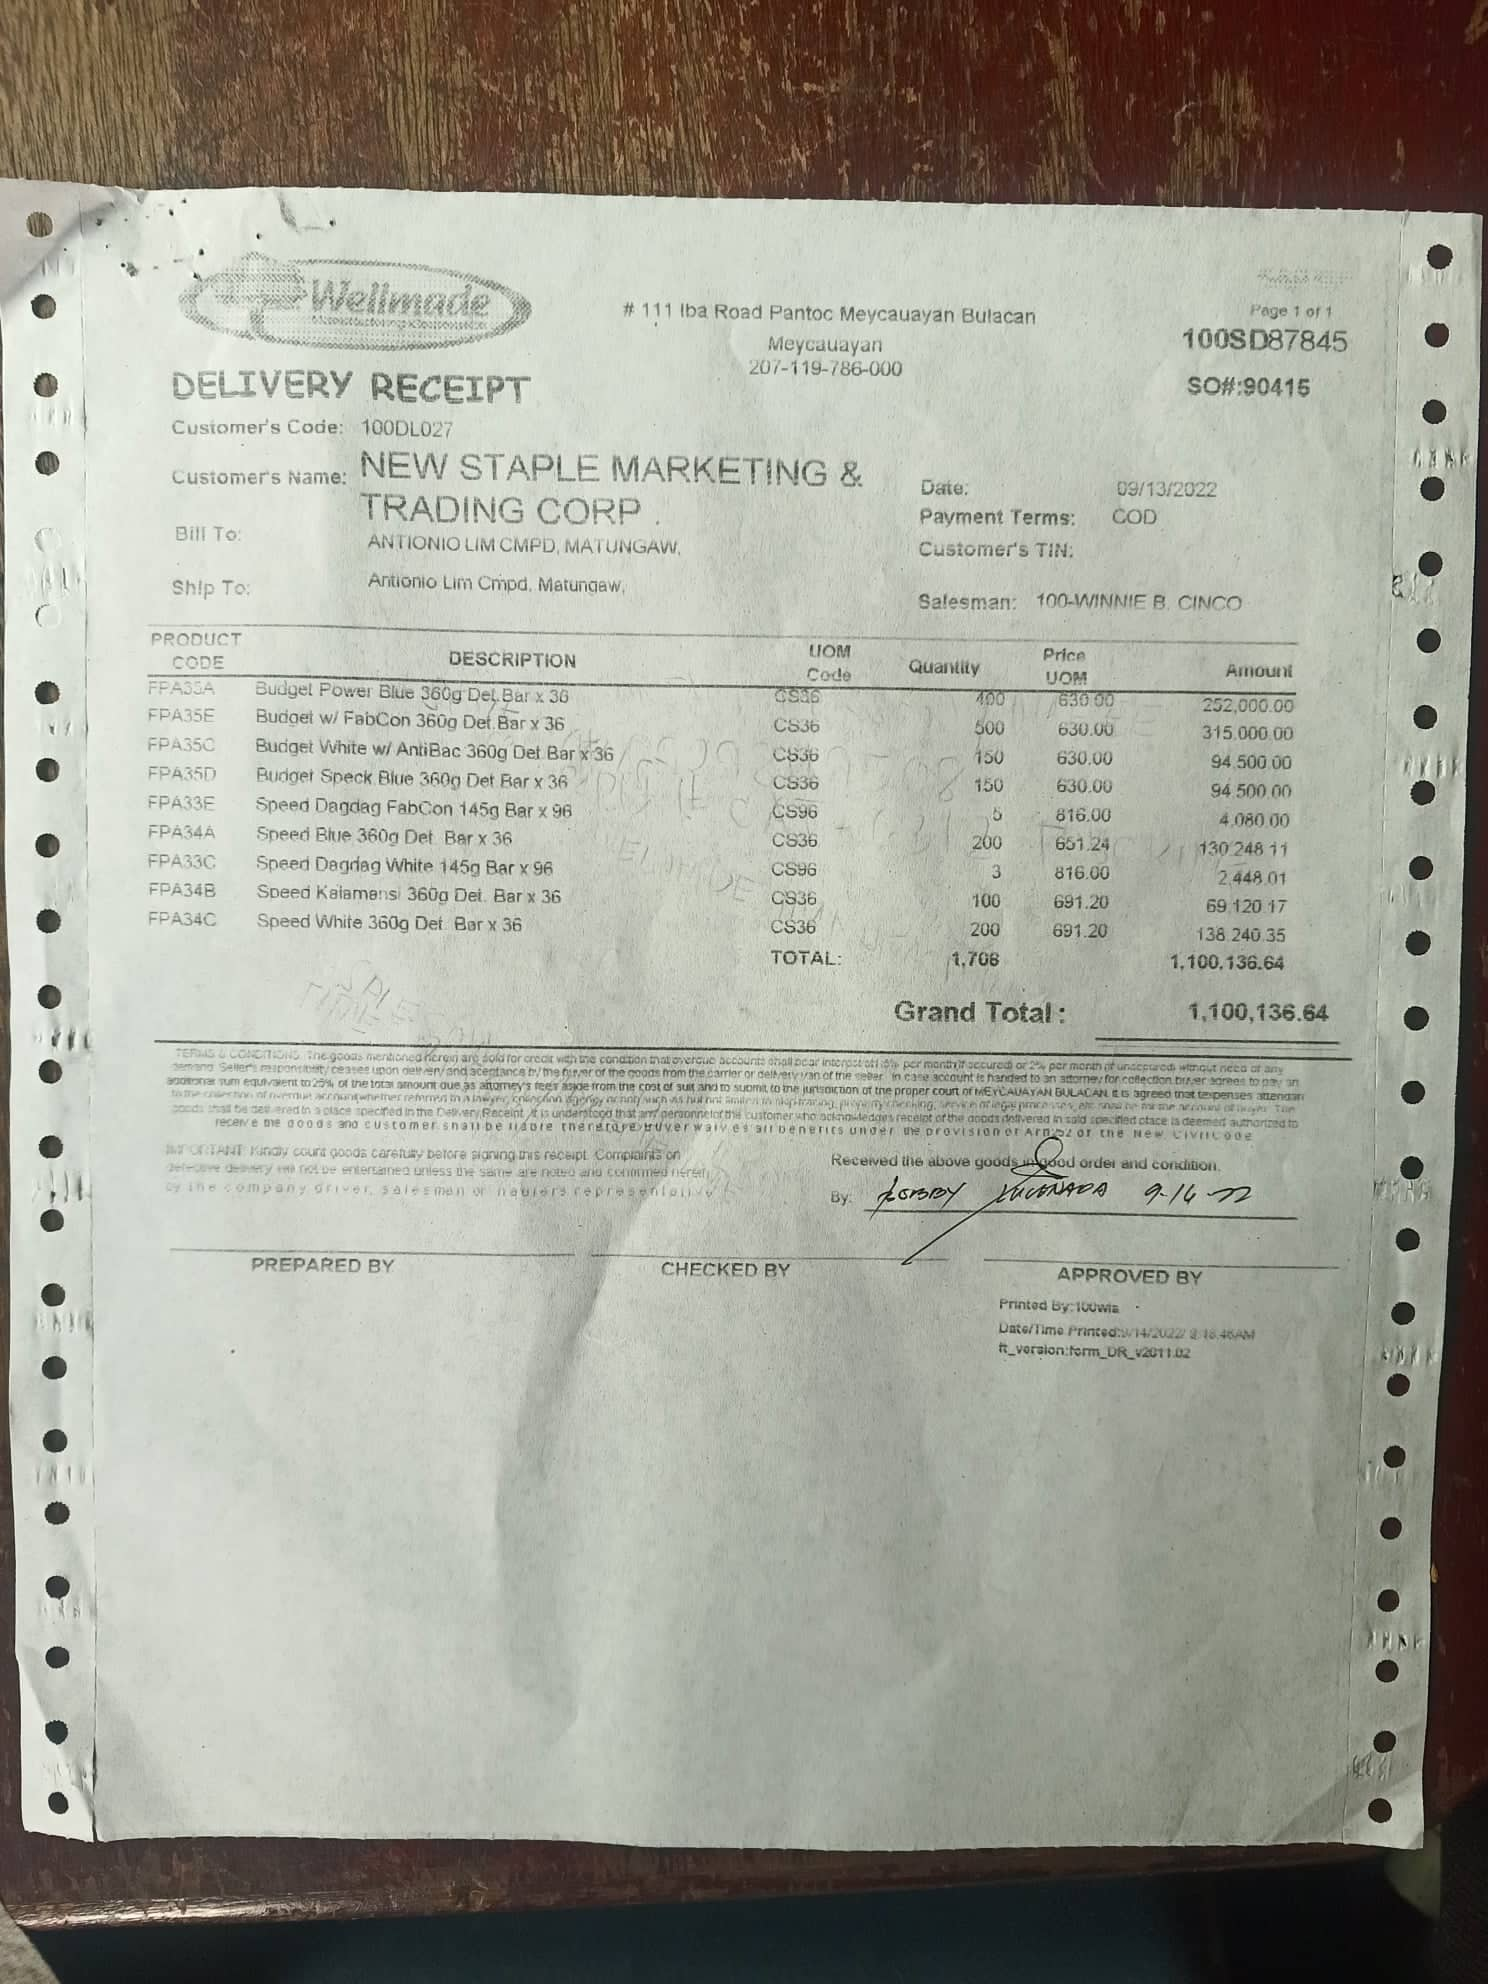 Wellmade
Manufacturing Corporation
# 111 Iba Road Pantoc Meycauayan Bulacan
Meycauayan
207-119-786-000
Page 1 of 1
100SD87845
SO#:90415
DELIVERY RECEIPT
Customer's Code: 100DL027
Customer's Name: NEW STAPLE MARKETING &
TRADING CORP .
Bill To: ANTIONIO LIM CMPD, MATUNGAW,
Ship To: Antionio Lim Cmpd, Matungaw,
Date: 09/13/2022
Payment Terms: COD
Customer's TIN:
Salesman: 100-WINNIE B. CINCO
PRODUCT CODE DESCRIPTION UOM Code Quantity Price UOM Amount
FPA35A Budget Power Blue 360g Det.Bar x 36 CS36 400 630.00 252,000.00
FPA35E Budget w/ FabCon 360g Det.Bar x 36 CS36 500 630.00 315,000.00
FPA35C Budget White w/ AntiBac 360g Det Bar x 36 CS36 150 630.00 94,500.00
FPA35D Budget Speck Blue 360g Det Bar x 36 CS36 150 630.00 94,500.00
FPA33E Speed Dagdag FabCon 145g Bar x 96 CS96 5 816.00 4,080.00
FPA34A Speed Blue 360g Det. Bar x 36 CS36 200 651.24 130,248.11
FPA33C Speed Dagdag White 145g Bar x 96 CS96 3 816.00 2,448.01
FPA34B Speed Kalamansi 360g Det. Bar x 36 CS36 100 691.20 69,120.17
FPA34C Speed White 360g Det. Bar x 36 CS36 200 691.20 138,240.35
TOTAL: 1,708 1,100,136.64
Grand Total : 1,100,136.64
TERMS & CONDITIONS: The goods mentioned herein are sold for credit with the condition that overdue accounts shall bear interest of per month(if secured) or 2% per month (if unsecured) without need of any
demand. Seller's responsibility ceases upon delivery and aceptance by the buyer of the goods from the carrier or delivery van of the seller. In case account is handed to an attorney for collection buyer agrees to pay an
additional sum equivalent to 25% of the total amount due as attorney's fees aside from the cost of suit and to submit to the jurisdiction of the proper court of MEYCAUAYAN BULACAN. It is agreed that expenses
to the collection of overdue account whether referred to a lawyer, collection agency or not, such as but not limited to skip-tracing, property checking, service of legal processes, etc shall be for the account of buyer. The
goods shall be delivered in a place specified in the Delivery Receipt. It is understood that any personnel of the customer who acknowledges receipt of the goods delivered in said specified place is deemed authorized to
receive the goods and customer shall be liable therefore. Buyer waives all benefits under the provision of Art. of the New CivilCode
IMPORTANT: Kindly count goods carefully before signing this receipt. Complaints on
defective delivery will not be entertained unless the same are noted and confirmed herein
by the company driver, salesman or haulers representative
Received the above goods in good order and condition.
By: 9-16-22
PREPARED BY
CHECKED BY
APPROVED BY
Printed By:100wia
Date/Time Printed:9/14/2022/
ft_version:form_DR_v2011.02